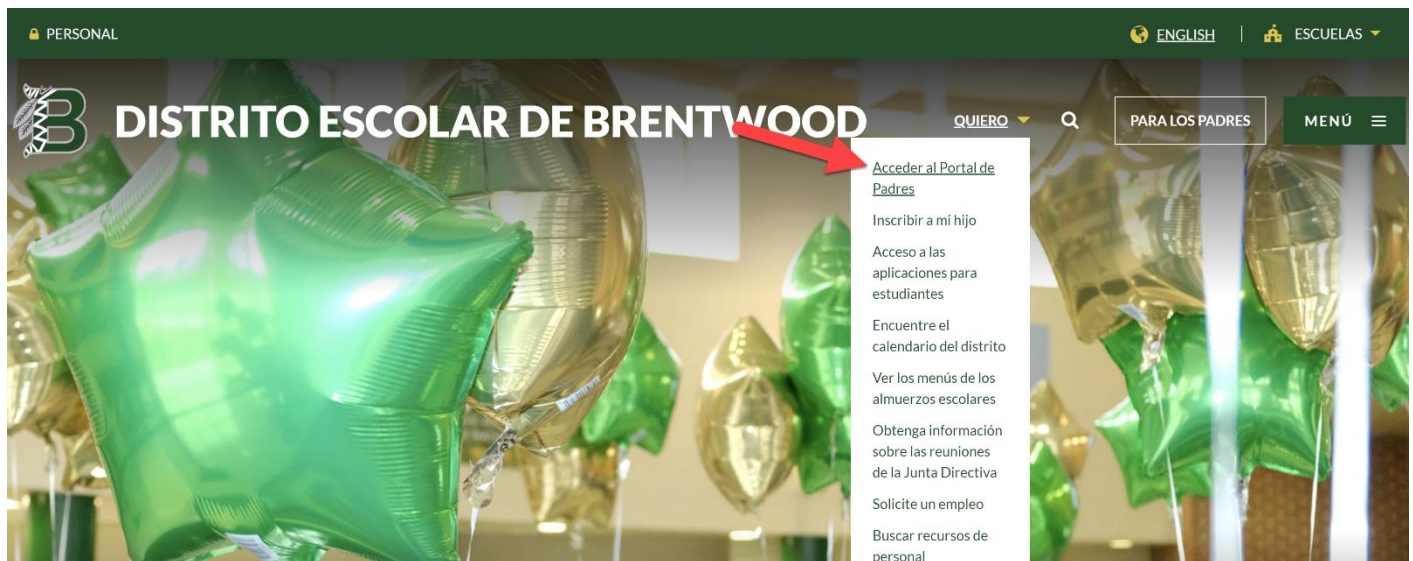 PERSONAL
ENGLISH
ESCUELAS
B
DISTRITO ESCOLAR DE BRENTWOOD
QUIERO
PARA LOS PADRES
MENÚ
Acceder al Portal de
Padres
Inscribir a mi hijo
Acceso a las
aplicaciones para
estudiantes
Encuentre el
calendario del distrito
Ver los menús de los
almuerzos escolares
Obtenga información
sobre las reuniones
de la Junta Directiva
Solicite un empleo
Buscar recursos de
personal